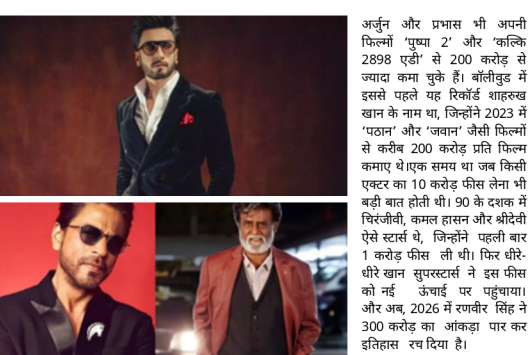 अर्जुन और प्रभास भी अपनी
फिल्मों ‘पुष्पा 2’ और ‘कल्कि
2898 एडी’ से 200 करोड़ से
ज्यादा कमा चुके हैं। बॉलीवुड में
इससे पहले यह रिकॉर्ड शाहरुख
खान के नाम था, जिन्होंने 2023 में
‘पठान’ और ‘जवान’ जैसी फिल्मों
से करीब 200 करोड़ प्रति फिल्म
कमाए थे।एक समय था जब किसी
एक्टर का 10 करोड़ फीस लेना भी
बड़ी बात होती थी। 90 के दशक में
चिरंजीवी, कमल हासन और श्रीदेवी
ऐसे स्टार्स थे, जिन्होंने पहली बार
1 करोड़ फीस ली थी। फिर धीरे-
धीरे खान सुपरस्टार्स ने इस फीस
को नई ऊंचाई पर पहुंचाया।
और अब, 2026 में रणवीर सिंह ने
300 करोड़ का आंकड़ा पार कर
इतिहास रच दिया है।